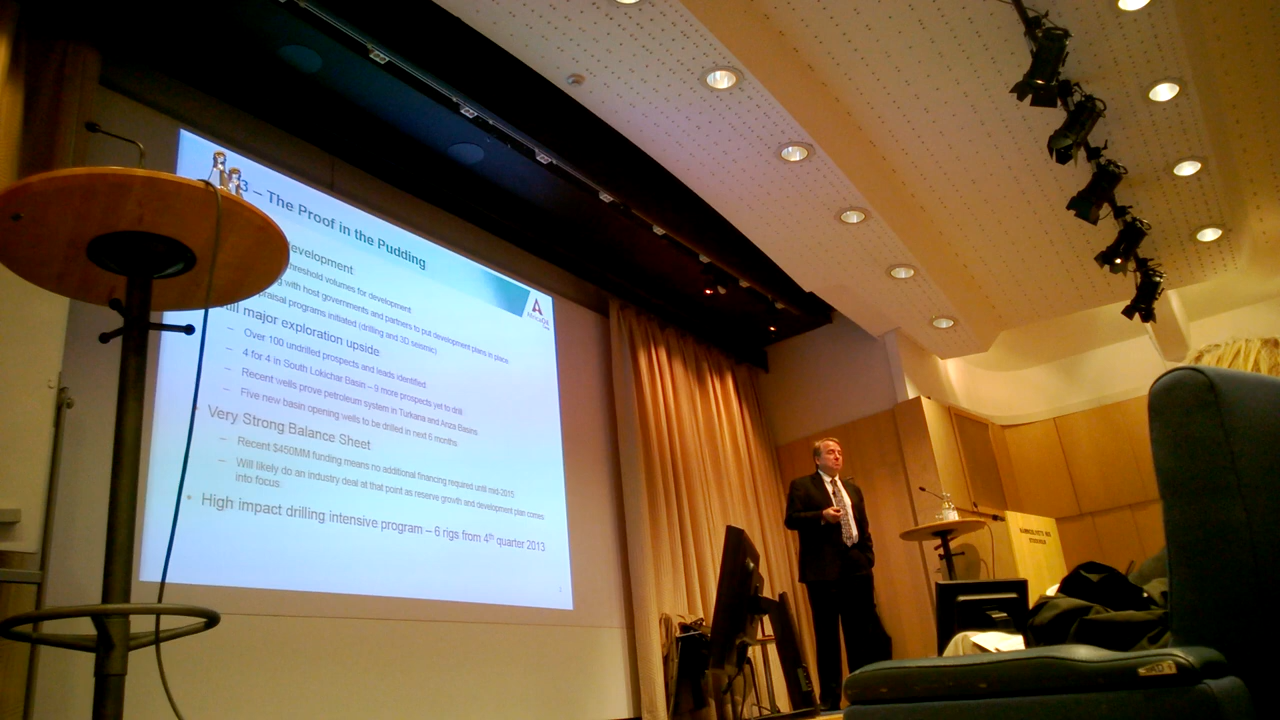 3 – The Proof in the Pudding
development
threshold volumes for development
with host governments and partners to put development plans in place
appraisal programs initiated (drilling and 3D seismic)
Still major exploration upside
– Over 100 undrilled prospects and leads identified
– 4 for 4 in South Lokichar Basin – 9 more prospects yet to drill
– Recent wells prove petroleum system in Turkana and Anza Basins
– Five new basin opening wells to be drilled in next 6 months
Very Strong Balance Sheet
– Recent $450MM funding means no additional financing required until mid-2015
– Will likely do an industry deal at that point as reserve growth and development plan comes
into focus
• High impact drilling intensive program – 6 rigs from 4th quarter 2013
AfricaOil